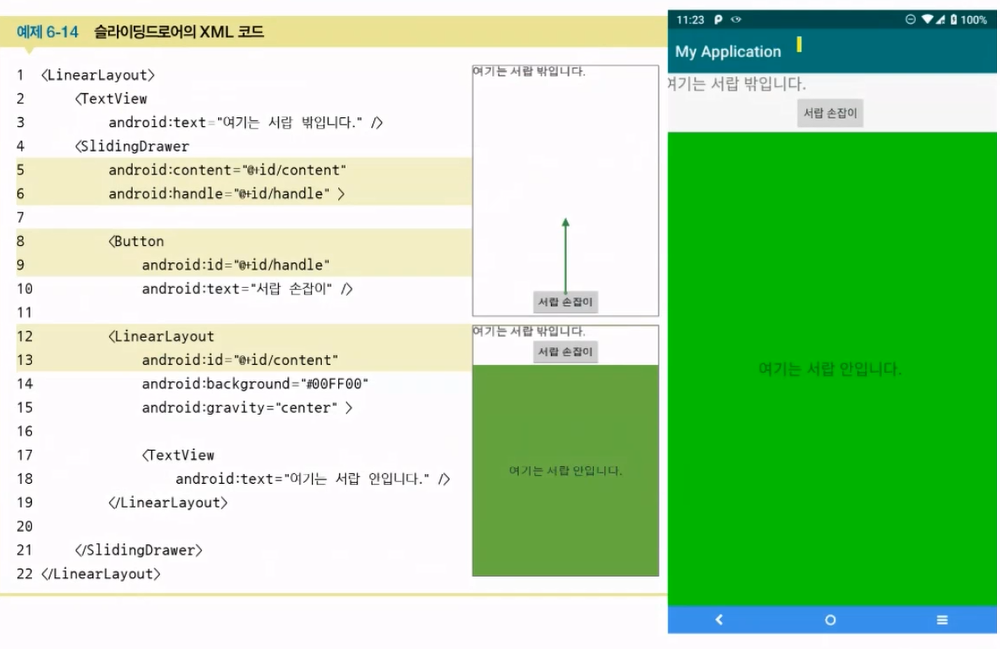 예제 6-14 슬라이딩드로어의 XML 코드
1 <LinearLayout>
2 <TextView
3 android:text="여기는 서랍 밖입니다." />
4 <SlidingDrawer
5 android:content="@+id/content"
6 android:handle="@+id/handle" >
7
8 <Button
9 android:id="@+id/handle"
10 android:text="서랍 손잡이" />
11
12 <LinearLayout
13 android:id="@+id/content"
14 android:background="#00FF00"
15 android:gravity="center" >
16
17 <TextView
18 android:text="여기는 서랍 안입니다." />
19 </LinearLayout>
20
21 </SlidingDrawer>
22 </LinearLayout>
여기는 서랍 밖입니다.
서랍 손잡이
여기는 서랍 밖입니다.
서랍 손잡이
여기는 서랍 안입니다.
11:23 100%
My Application
여기는 서랍 밖입니다.
서랍 손잡이
여기는 서랍 안입니다.